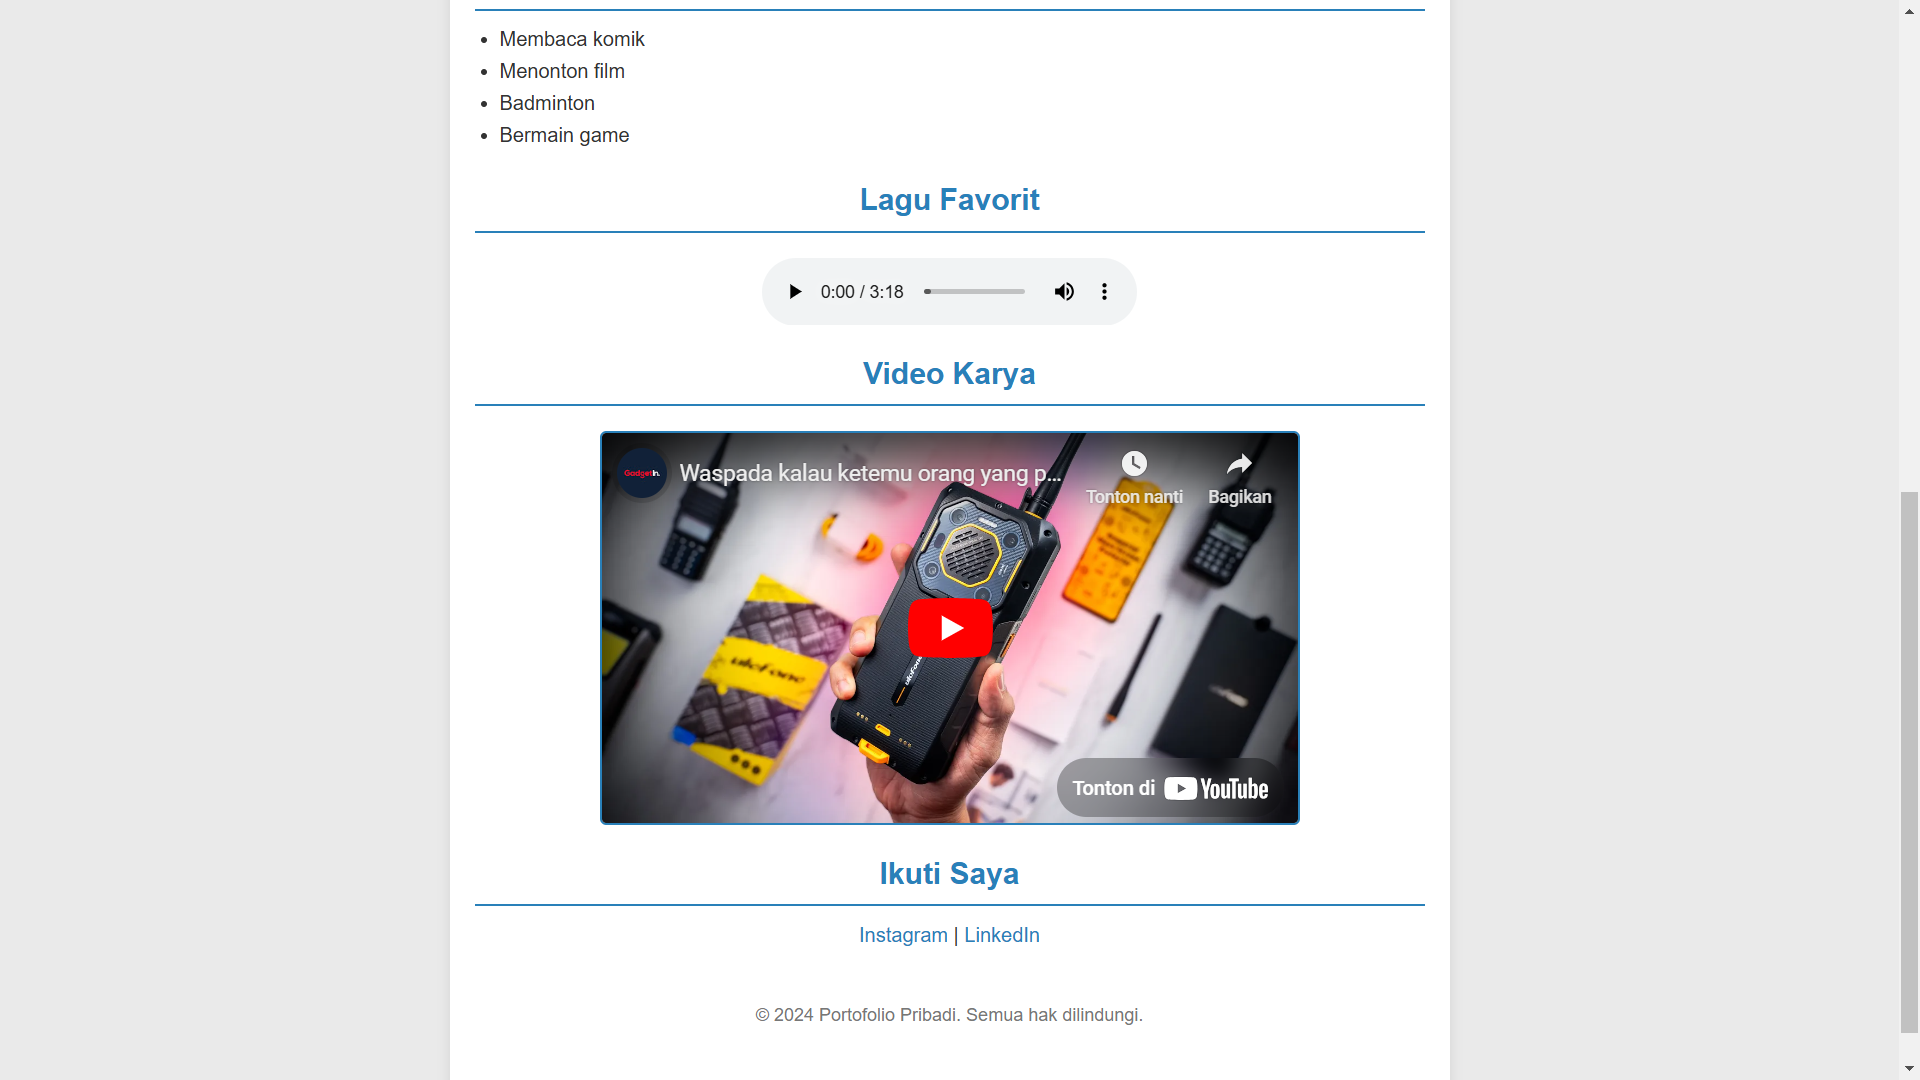 Membaca komik
Menonton film
Badminton
Bermain game
Lagu Favorit
0:00 / 3:18
Video Karya
GadgetIn.
Waspada kalau ketemu orang yang p...
Tonton nanti
Bagikan
ulefone
ulefone
Tonton di YouTube
Ikuti Saya
Instagram | LinkedIn
© 2024 Portofolio Pribadi. Semua hak dilindungi.